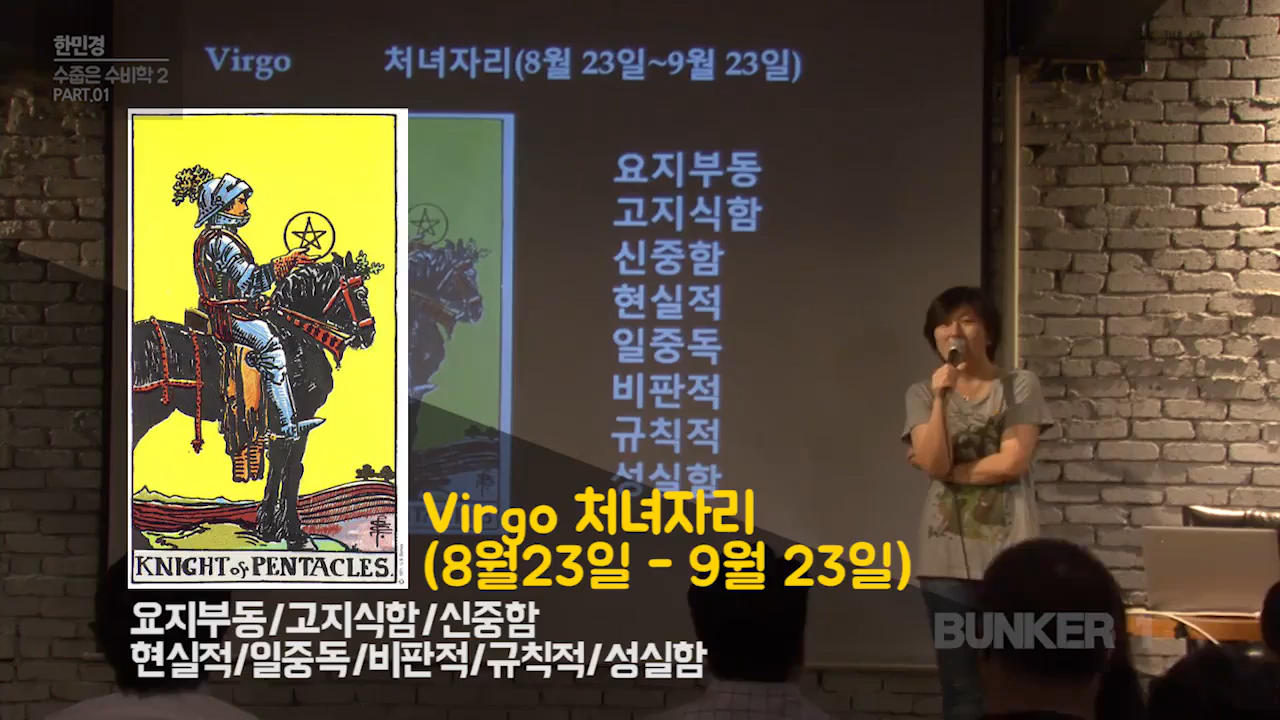 한민경
수줍은 수비학 2
PART.01
Virgo 처녀자리(8월 23일~9월 23일)
요지부동
고지식함
신중함
현실적
일중독
비판적
규칙적
성실함
KNIGHT of PENTACLES.
Virgo 처녀자리
(8월23일 - 9월 23일)
요지부동/고지식함/신중함
현실적/일중독/비판적/규칙적/성실함
BUNKER 1